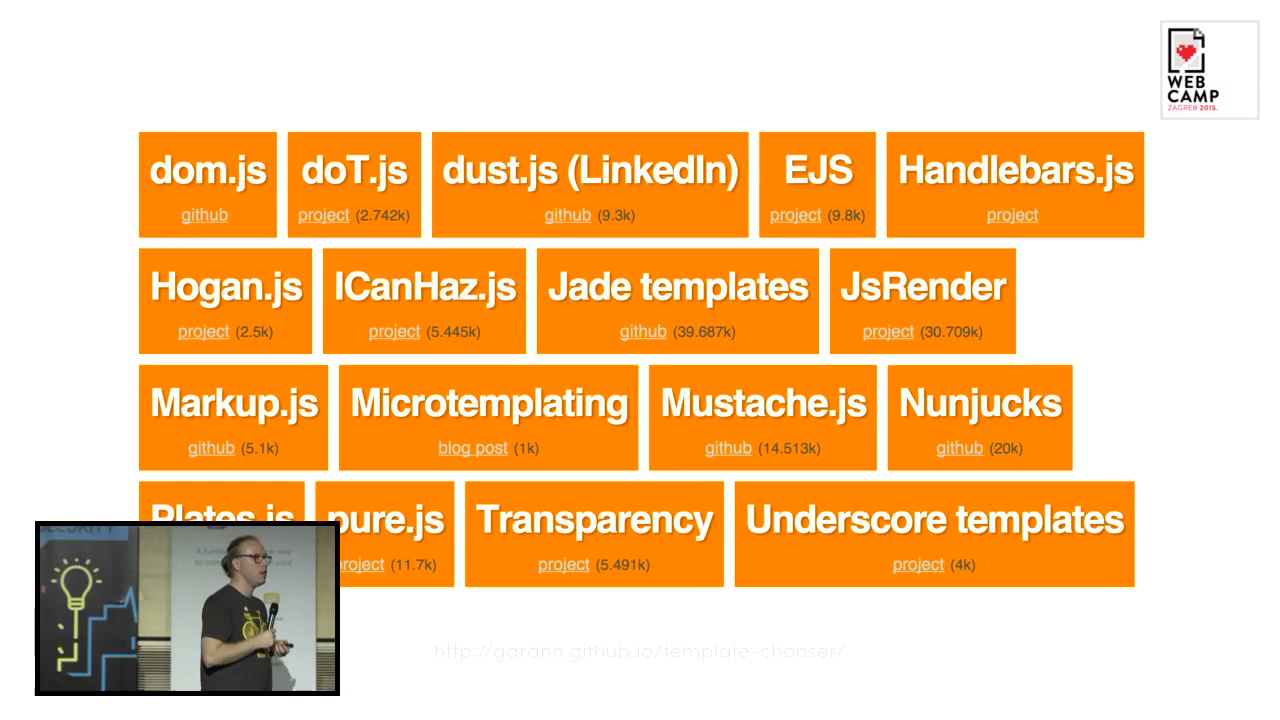 WEB
CAMP
ZAGREB 2015.
dom.js doT.js dust.js (LinkedIn) EJS Handlebars.js
github project (2.742k) github (9.3k) project (9.8k) project
Hogan.js ICanHaz.js Jade templates JsRender
project (2.5k) project (5.445k) github (39.687k) project (30.709k)
Markup.js Microtemplating Mustache.js Nunjucks
github (5.1k) blog post (1k) github (14.513k) github (20k)
Plates.js pure.js Transparency Underscore templates
project (11.7k) project (5.491k) project (4k)
http://garann.github.io/template-chooser/